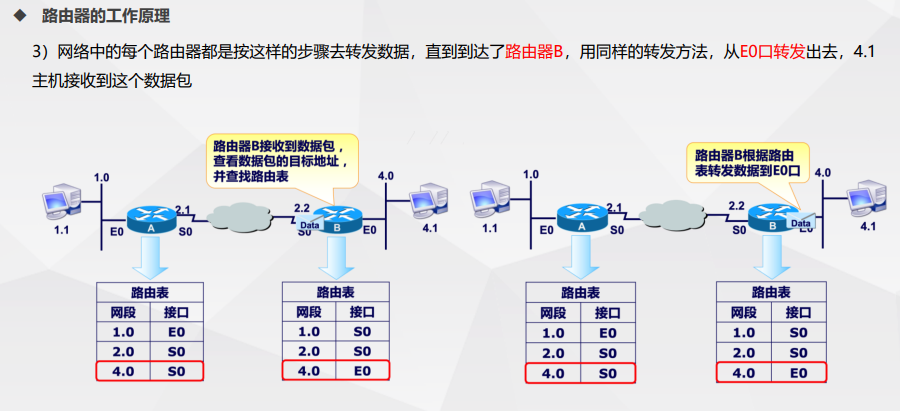 ◆ 路由器的工作原理
3）网络中的每个路由器都是按这样的步骤去转发数据，直到到达了路由器B，用同样的转发方法，从E0口转发出去，4.1
主机接收到这个数据包
路由器B接收到数据包，
查看数据包的目标地址，
并查找路由表
1.0
4.0
2.1
2.2
Data
1.1
E0
A
S0
S0
B
E0
4.1
路由表
网段 接口
1.0 E0
2.0 S0
4.0 S0
路由表
网段 接口
1.0 S0
2.0 S0
4.0 E0
路由器B根据路由
表转发数据到E0口
1.0
4.0
2.1
2.2
Data
1.1
E0
A
S0
S0
B
E0
4.1
路由表
网段 接口
1.0 E0
2.0 S0
4.0 S0
路由表
网段 接口
1.0 S0
2.0 S0
4.0 E0